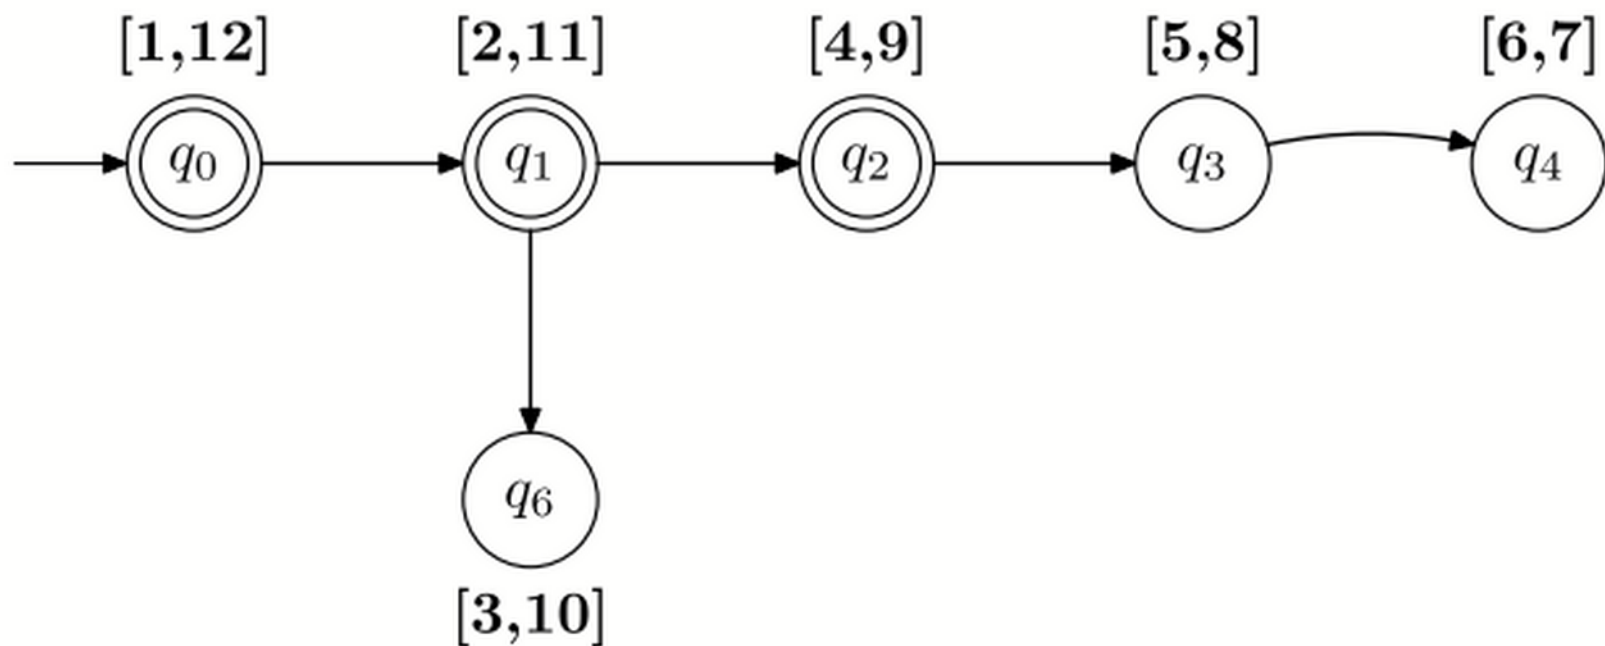 [1,12] [2,11] [4,9] [5,8] [6,7]
q0 q1 q2 q3 q4
q6
[3,10]